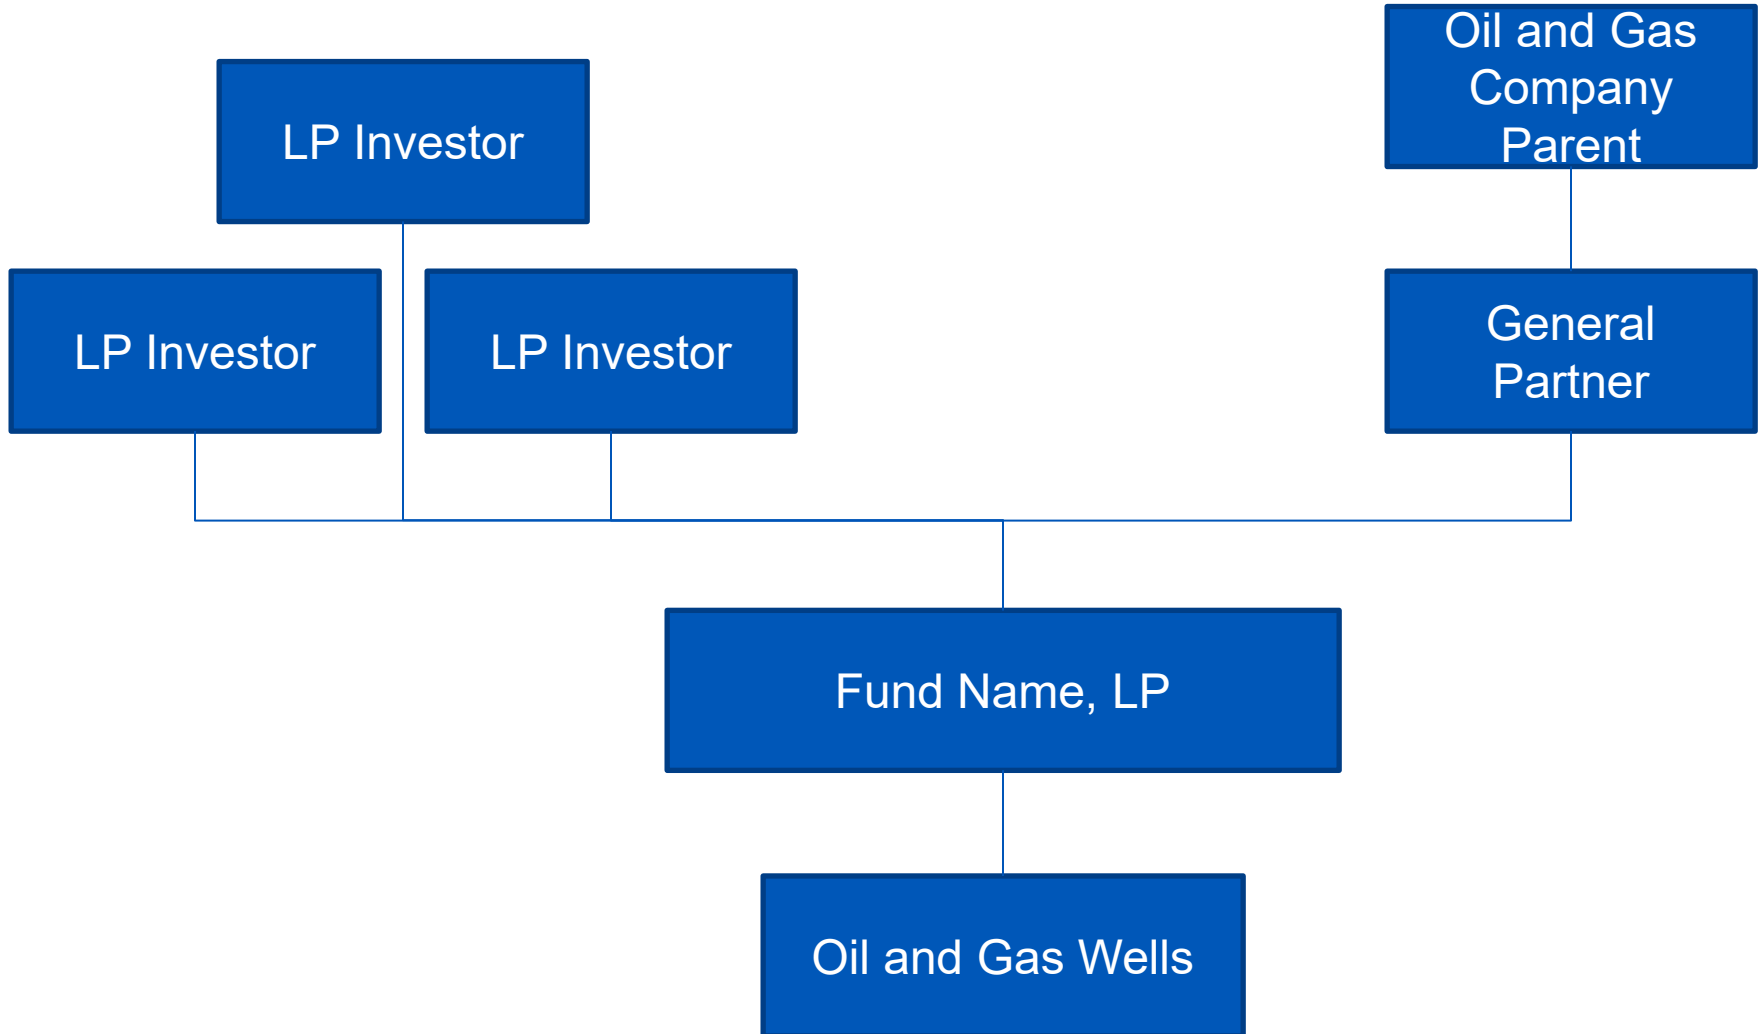 Oil and Gas
Company
Parent
LP Investor
LP Investor
LP Investor
General
Partner
Fund Name, LP
Oil and Gas Wells